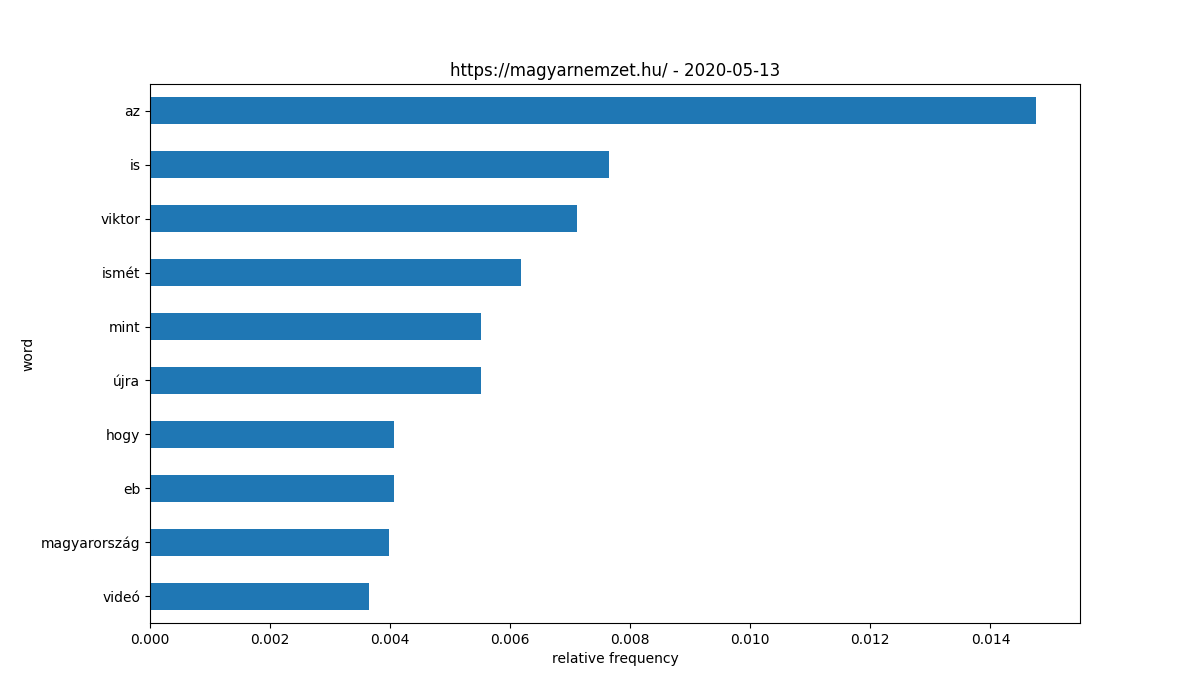 https://magyarnemzet.hu/ - 2020-05-13
az
is
viktor
ismét
mint
újra
hogy
eb
magyarország
videó
word
0.000 0.002 0.004 0.006 0.008 0.010 0.012 0.014
relative frequency